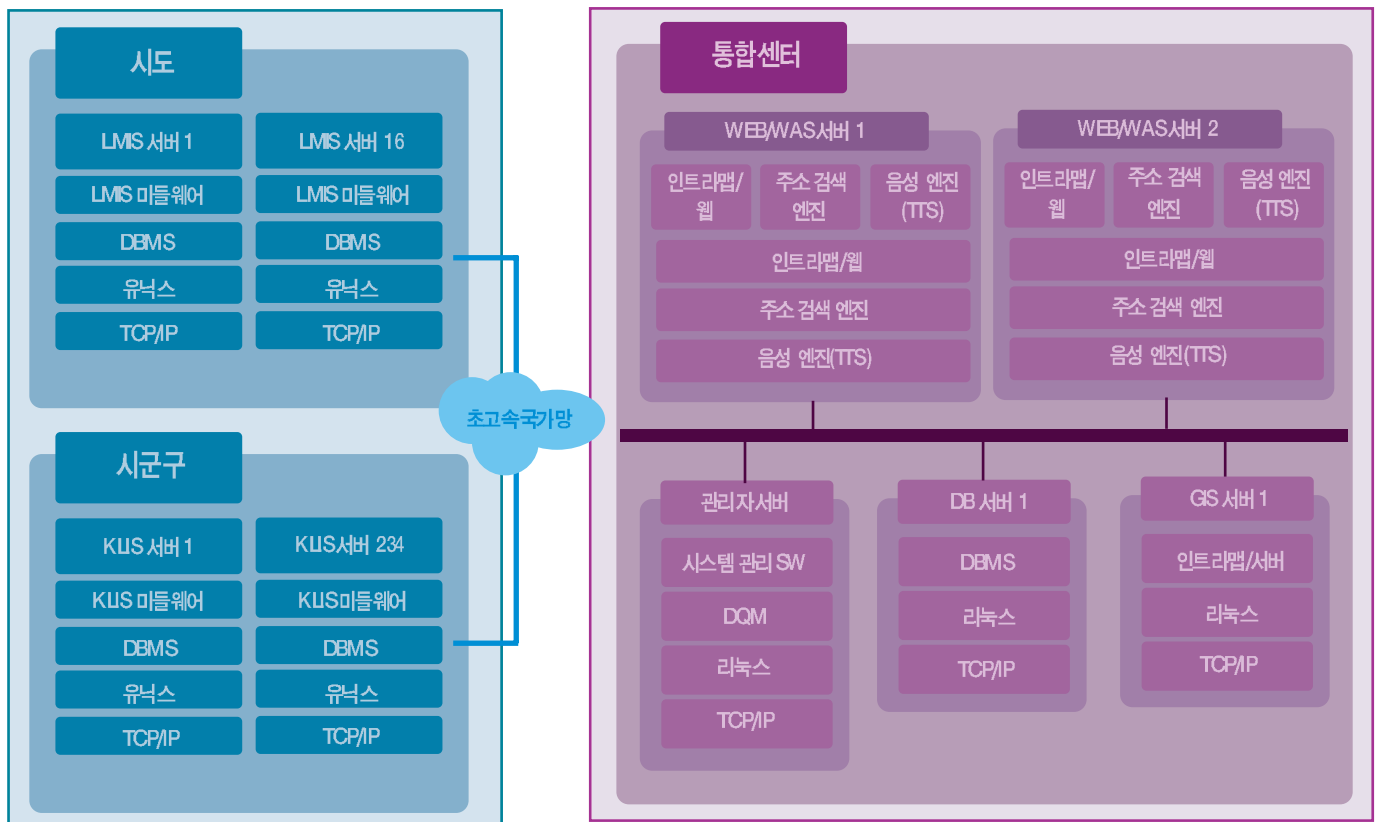 시도
LMIS 서버 1
LMIS 서버 16
LMIS 미들웨어
LMIS 미들웨어
DBMS
DBMS
유닉스
유닉스
TCP/IP
TCP/IP
초고속국가망
시군구
KLIS 서버 1
KLIS서버 234
KLIS 미들웨어
KLIS미들웨어
DBMS
DBMS
유닉스
유닉스
TCP/IP
TCP/IP
통합센터
WEB/WAS서버 1
인트라맵/
웹
주소 검색
엔진
음성 엔진
(TTS)
인트라맵/웹
주소 검색 엔진
음성 엔진(TTS)
WEB/WAS서버 2
인트라맵/
웹
주소 검색
엔진
음성 엔진
(TTS)
인트라맵/웹
주소 검색 엔진
음성 엔진(TTS)
관리자서버
시스템 관리 SW
DQM
리눅스
TCP/IP
DB 서버 1
DBMS
리눅스
TCP/IP
GIS 서버 1
인트라맵/서버
리눅스
TCP/IP